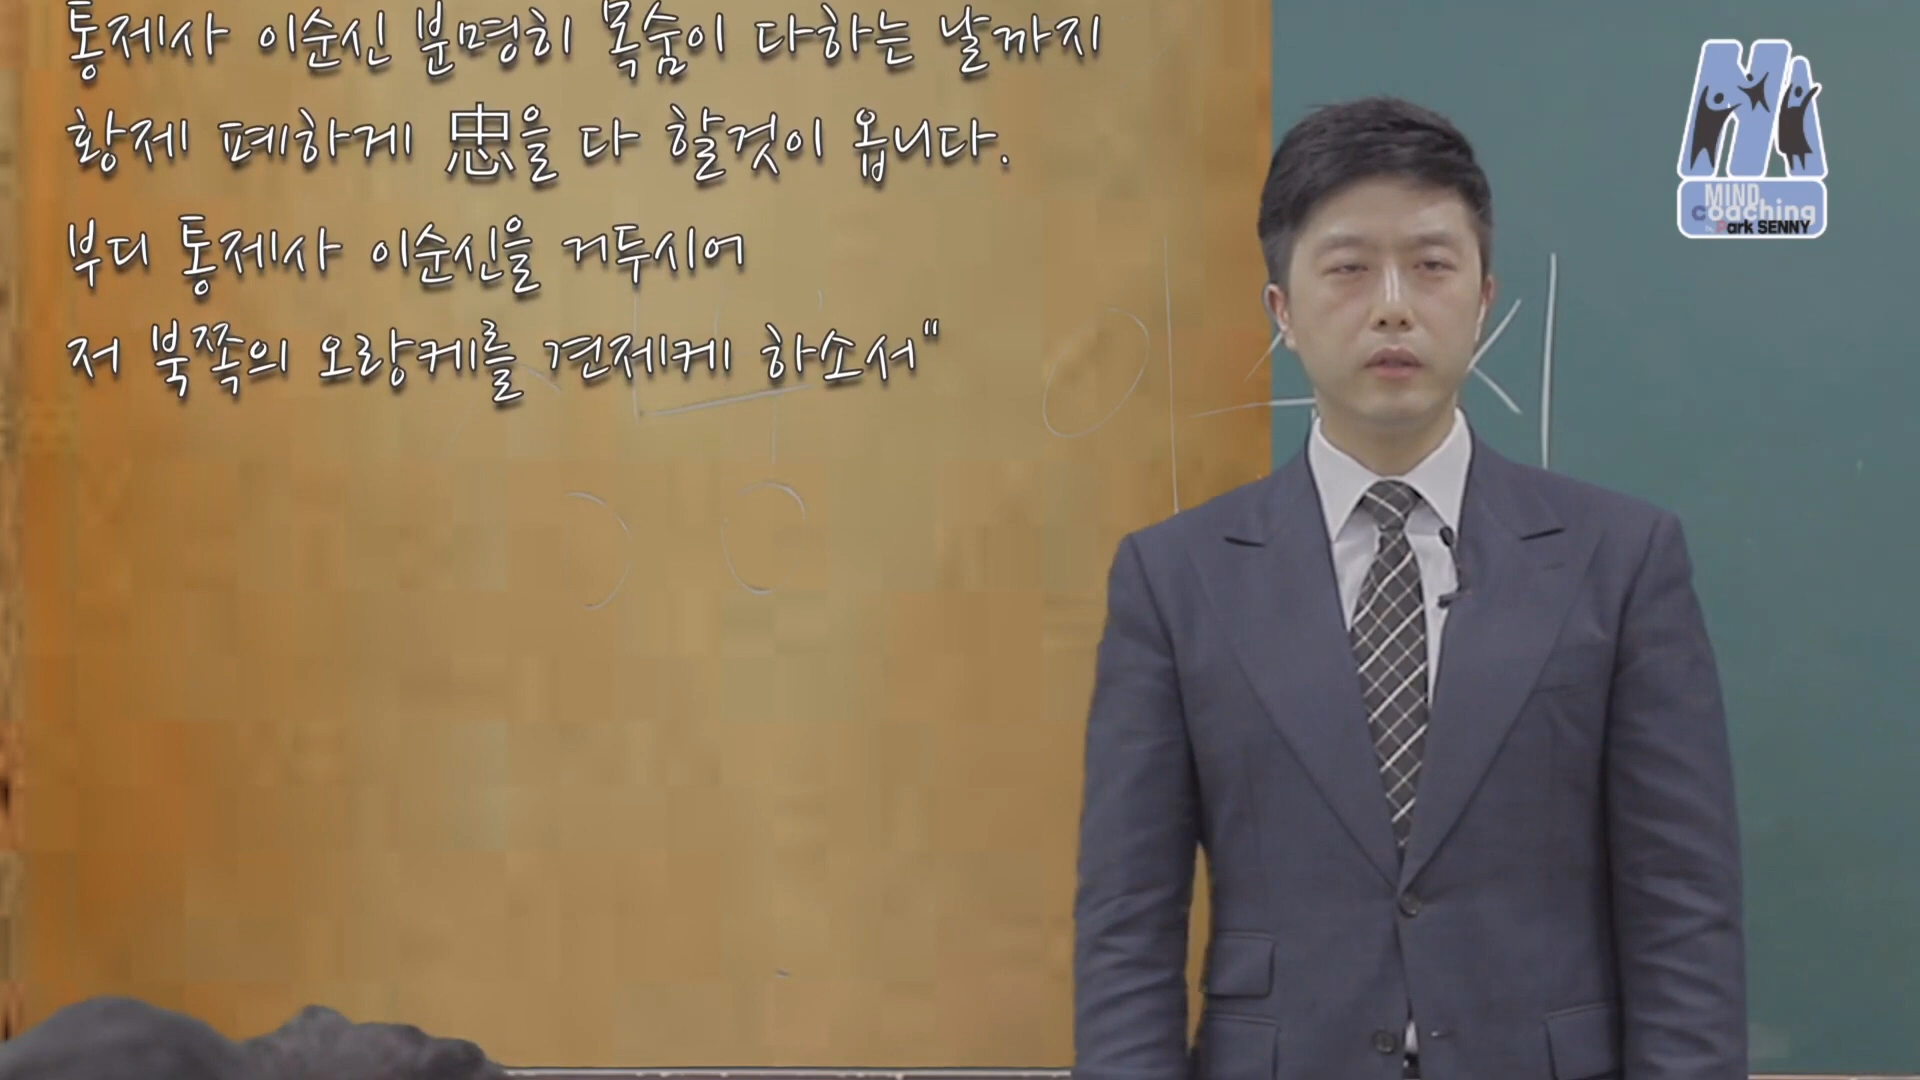 통제사 이순신 분명히 목숨이 다하는 날까지
황제 폐하게 忠을 다 할것이 옵니다.
부디 통제사 이순신을 거두시어
저 북쪽의 오랑케를 견제케 하소서"
MIND
coaching
by Park SENNY